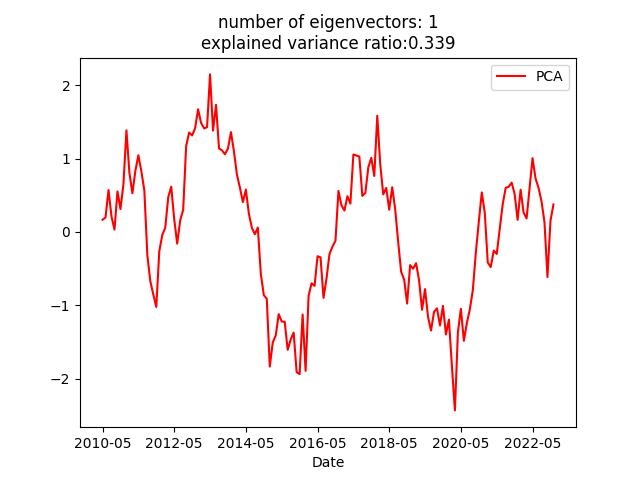 number of eigenvectors: 1
explained variance ratio:0.339
PCA
2
1
0
−1
−2
2010-05 2012-05 2014-05 2016-05 2018-05 2020-05 2022-05
Date